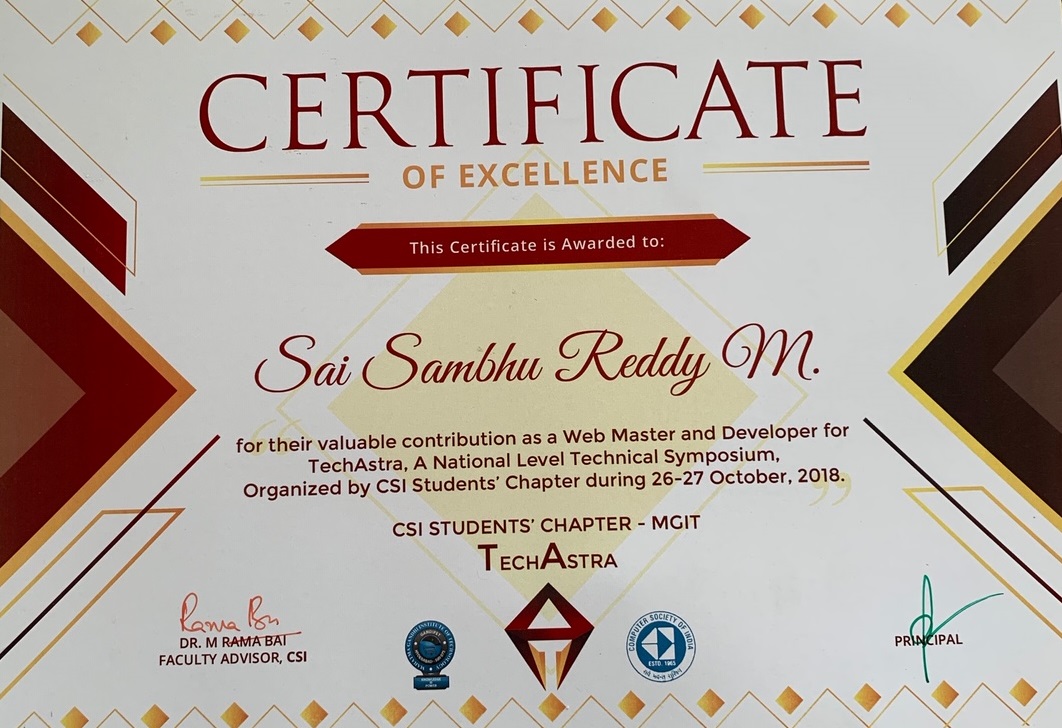 CERTIFICATE
OF EXCELLENCE
This Certificate is Awarded to:
Sai Sambhu Reddy M.
for their valuable contribution as a Web Master and Developer for
TechAstra, A National Level Technical Symposium,
Organized by CSI Students' Chapter during 26-27 October, 2018.
CSI STUDENTS' CHAPTER - MGIT
TECHASTRA
Rama Bai
DR. M RAMA BAI
FACULTY ADVISOR, CSI
COMPUTER SOCIETY OF INDIA
ESTD. 1965
PRINCIPAL